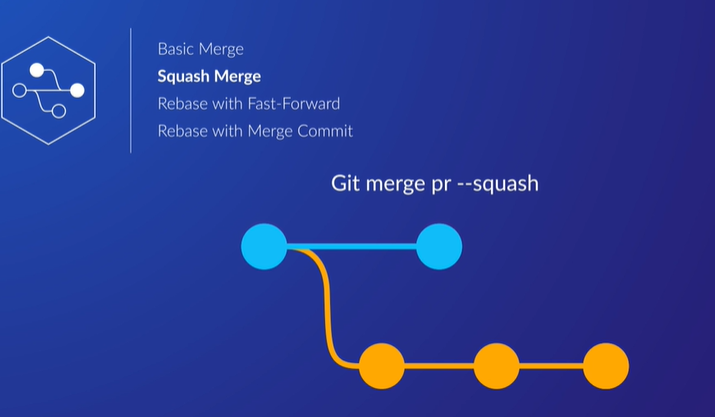 Basic Merge
Squash Merge
Rebase with Fast-Forward
Rebase with Merge Commit
Git merge pr --squash